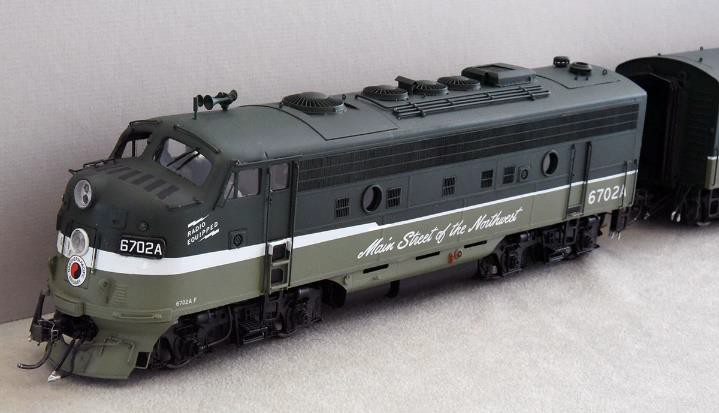 6702A
RADIO
EQUIPPED
Main Street of the Northwest
6702A
6702A F